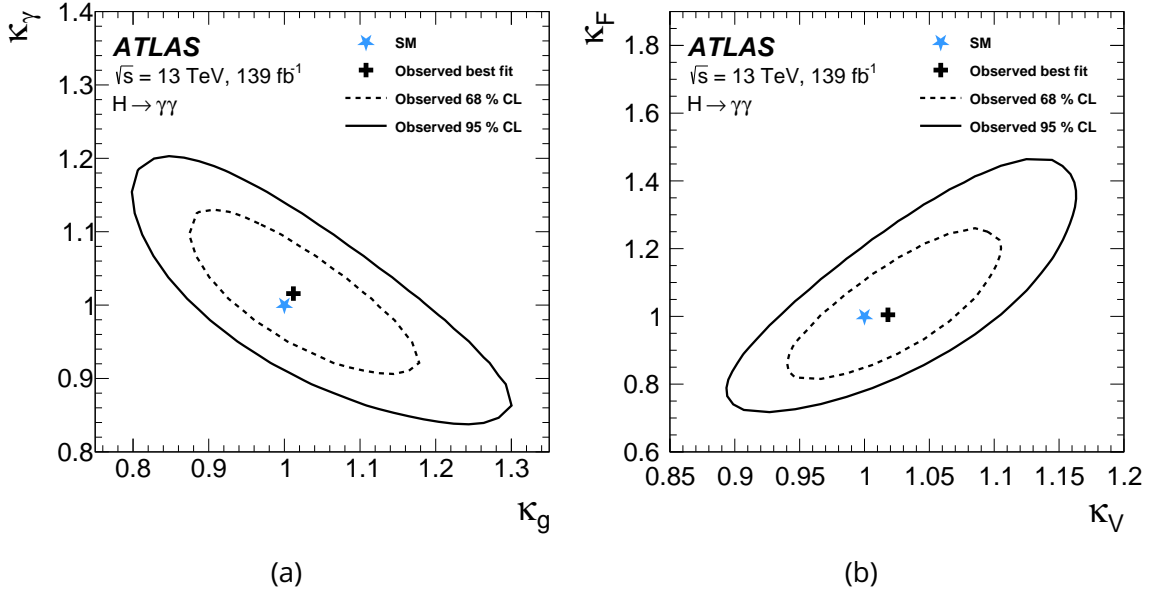 κγ
1.4
1.3
1.2
1.1
1
0.9
0.8
0.8 0.9 1 1.1 1.2 1.3
κg
ATLAS
√s = 13 TeV, 139 fb-1
H → γγ
SM
Observed best fit
Observed 68 % CL
Observed 95 % CL
(a)
κF
1.8
1.6
1.4
1.2
1
0.8
0.6
0.85 0.9 0.95 1 1.05 1.1 1.15 1.2
κV
ATLAS
√s = 13 TeV, 139 fb-1
H → γγ
SM
Observed best fit
Observed 68 % CL
Observed 95 % CL
(b)